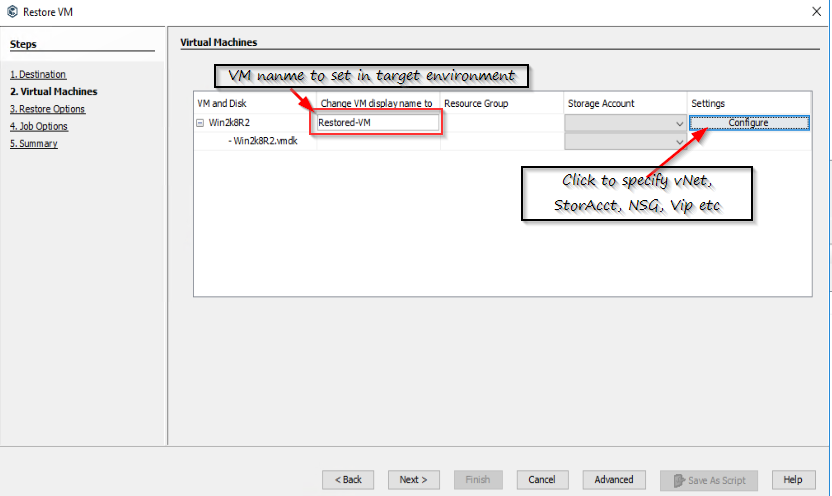 Restore VM
Steps
1. Destination
2. Virtual Machines
3. Restore Options
4. Job Options
5. Summary
Virtual Machines
VM nanme to set in target environment
VM and Disk Change VM display name to Resource Group Storage Account Settings
Win2k8R2 Restored-VM Configure
- Win2k8R2.vmdk
Click to specify vNet,
StorAcct, NSG, Vip etc
< Back Next > Finish Cancel Advanced Save As Script Help